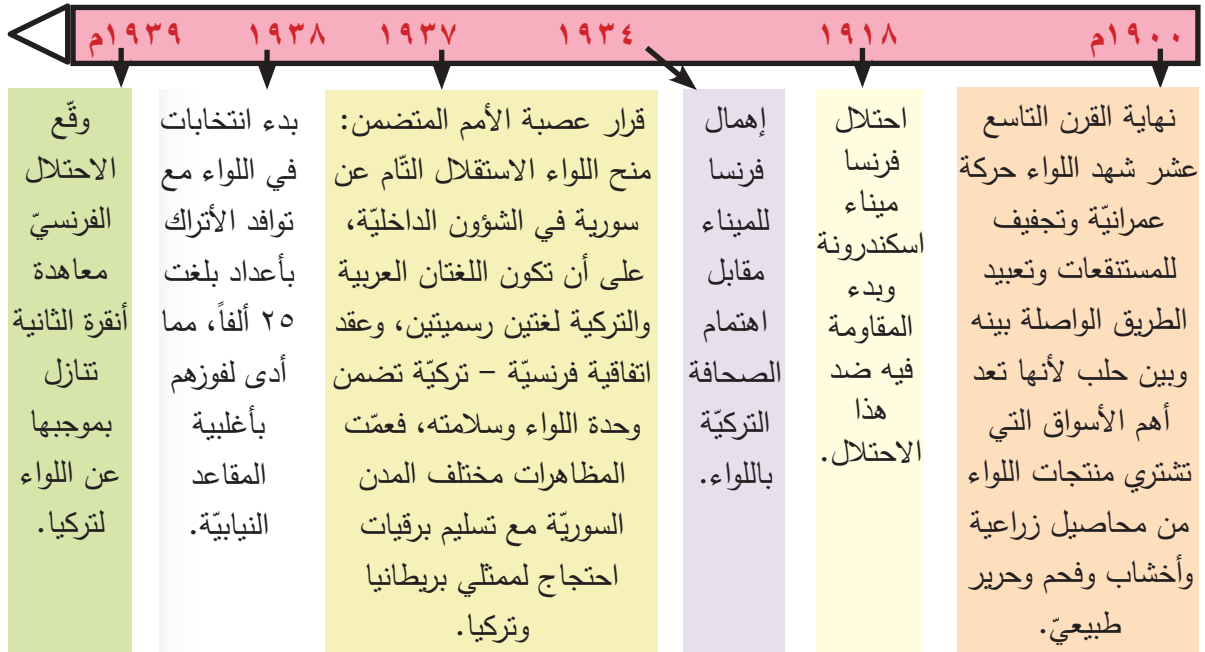 ١٩٠٠م ١٩١٨ ١٩٣٤ ١٩٣٧ ١٩٣٨ ١٩٣٩م
نهاية القرن التاسع
عشر شهد اللواء حركة
عمرانيّة وتجفيف
للمستنقعات وتعبيد
الطريق الواصلة بينه
وبين حلب لأنها تعد
أهم الأسواق التي
تشتري منتجات اللواء
من محاصيل زراعية
وأخشاب وفحم وحرير
طبيعيّ.
احتلال
فرنسا
ميناء
اسكندرونة
وبدء
المقاومة
فيه ضد
هذا
الاحتلال.
إهمال
فرنسا
للميناء
مقابل
اهتمام
الصحافة
التركيّة
باللواء.
قرار عصبة الأمم المتضمن:
منح اللواء الاستقلال التّام عن
سورية في الشؤون الداخليّة،
على أن تكون اللغتان العربية
والتركية لغتين رسميتين، وعقد
اتفاقية فرنسيّة – تركيّة تضمن
وحدة اللواء وسلامته، فعمّت
المظاهرات مختلف المدن
السوريّة مع تسليم برقيات
احتجاج لممثلي بريطانيا
وتركيا.
بدء انتخابات
في اللواء مع
توافد الأتراك
بأعداد بلغت
٢٥ ألفاً، مما
أدى لفوزهم
بأغلبية
المقاعد
النيابيّة.
وقّع
الاحتلال
الفرنسيّ
معاهدة
أنقرة الثانية
تنازل
بموجبها
عن اللواء
لتركيا.